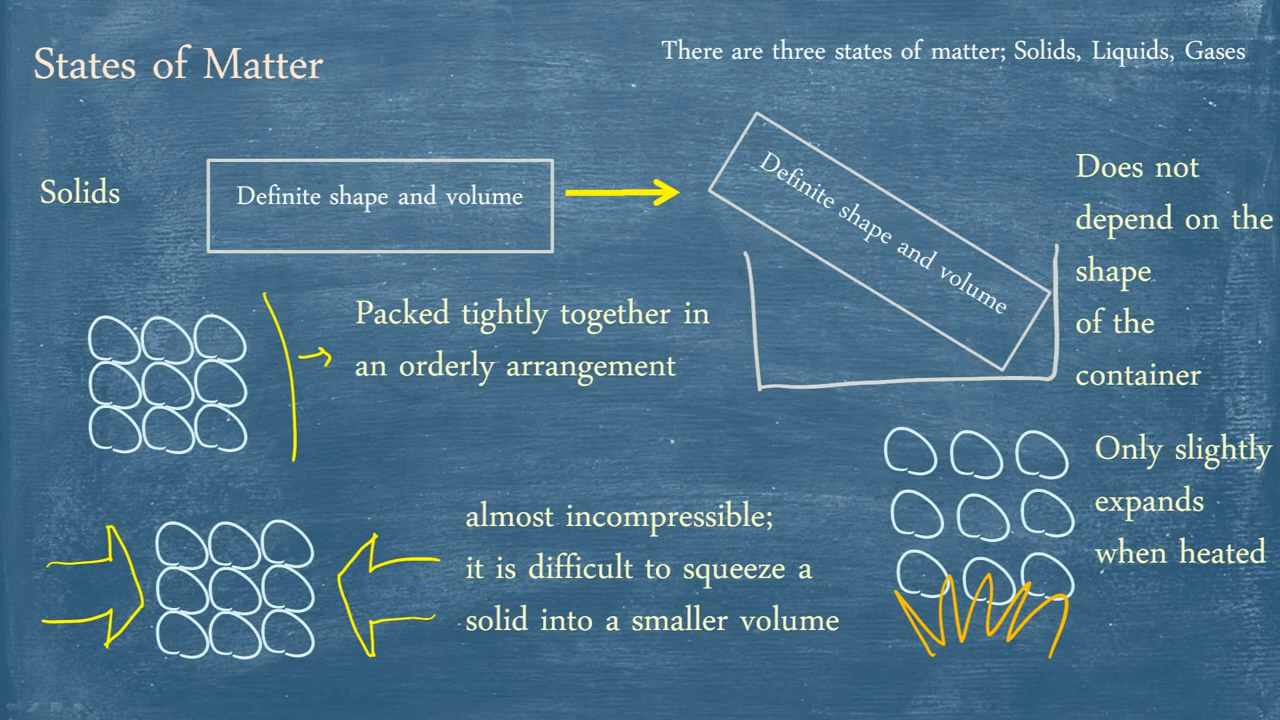 States of Matter
There are three states of matter; Solids, Liquids, Gases
Solids
Definite shape and volume
Definite shape and volume
Does not
depend on the
shape
of the
container
Packed tightly together in
an orderly arrangement
Only slightly
expands
when heated
almost incompressible;
it is difficult to squeeze a
solid into a smaller volume